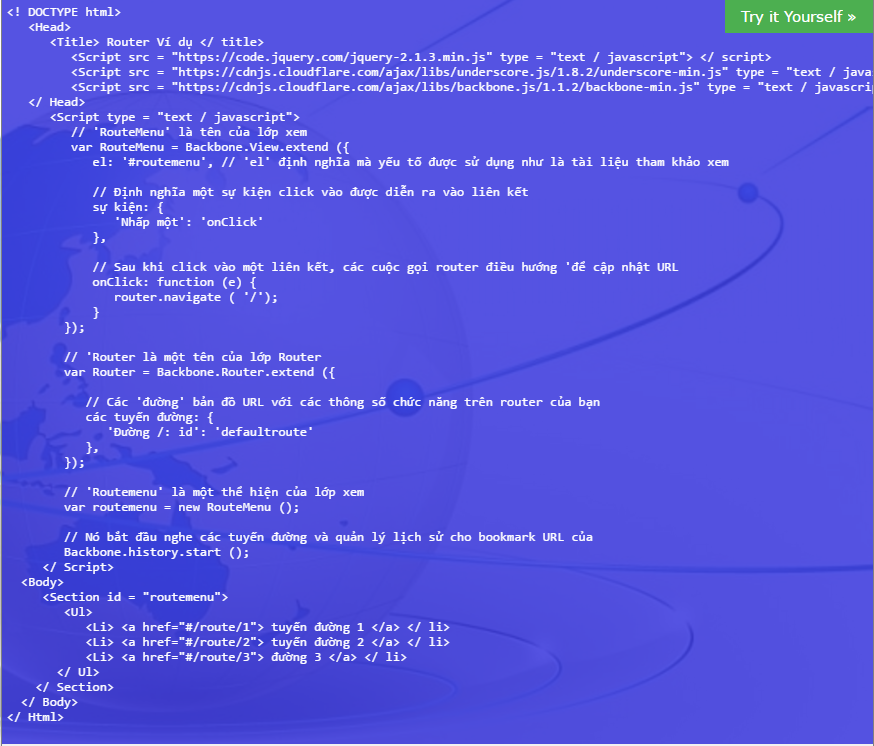 <! DOCTYPE html>
Try it Yourself »
<Head>
<Title> Router Ví dụ </ title>
<Script src = "https://code.jquery.com/jquery-2.1.3.min.js" type = "text / javascript"> </ script>
<Script src = "https://cdnjs.cloudflare.com/ajax/libs/underscore.js/1.8.2/underscore-min.js" type = "text / java
<Script src = "https://cdnjs.cloudflare.com/ajax/libs/backbone.js/1.1.2/backbone-min.js" type = "text / javascri
</ Head>
<Script type = "text / javascript">
// 'RouteMenu' là tên của lớp xem
var RouteMenu = Backbone.View.extend ({
el: '#routemenu', // 'el' định nghĩa mà yếu tố được sử dụng như là tài liệu tham khảo xem
// Định nghĩa một sự kiện click vào được diễn ra vào liên kết
sự kiện: {
'Nhấp một': 'onClick'
},
// Sau khi click vào một liên kết, các cuộc gọi router điều hướng 'để cập nhật URL
onClick: function (e) {
router.navigate ( '/');
}
});
// 'Router là một tên của lớp Router
var Router = Backbone.Router.extend ({
// Các 'đường' bản đồ URL với các thông số chức năng trên router của bạn
các tuyến đường: {
'Đường /: id': 'defaultroute'
},
});
// 'Routemenu' là một thể hiện của lớp xem
var routemenu = new RouteMenu ();
// Nó bắt đầu nghe các tuyến đường và quản lý lịch sử cho bookmark URL của
Backbone.history.start ();
</ Script>
<Body>
<Section id = "routemenu">
<Ul>
<Li> <a href="#/route/1"> tuyến đường 1 </a> </ li>
<Li> <a href="#/route/2"> tuyến đường 2 </a> </ li>
<Li> <a href="#/route/3"> đường 3 </a> </ li>
</ Ul>
</ Section>
</ Body>
</ Html>